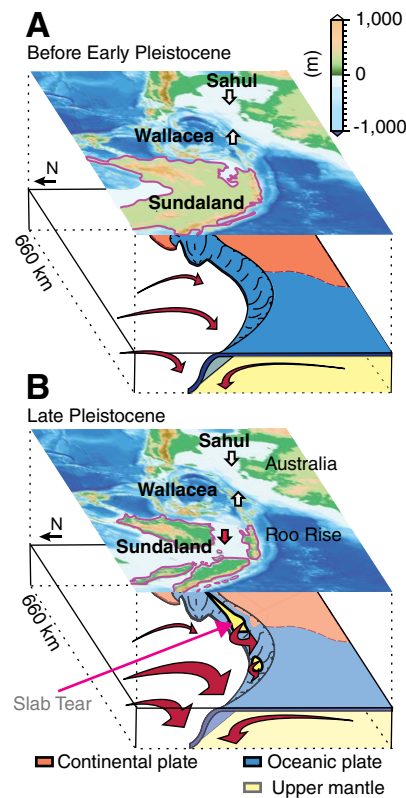 A
Before Early Pleistocene
1,000
0
-1,000
(m)
Sahul
Wallacea
N
Sundaland
660 km
B
Late Pleistocene
Sahul
Australia
Wallacea
N
Roo Rise
Sundaland
660 km
Slab Tear
Continental plate
Oceanic plate
Upper mantle